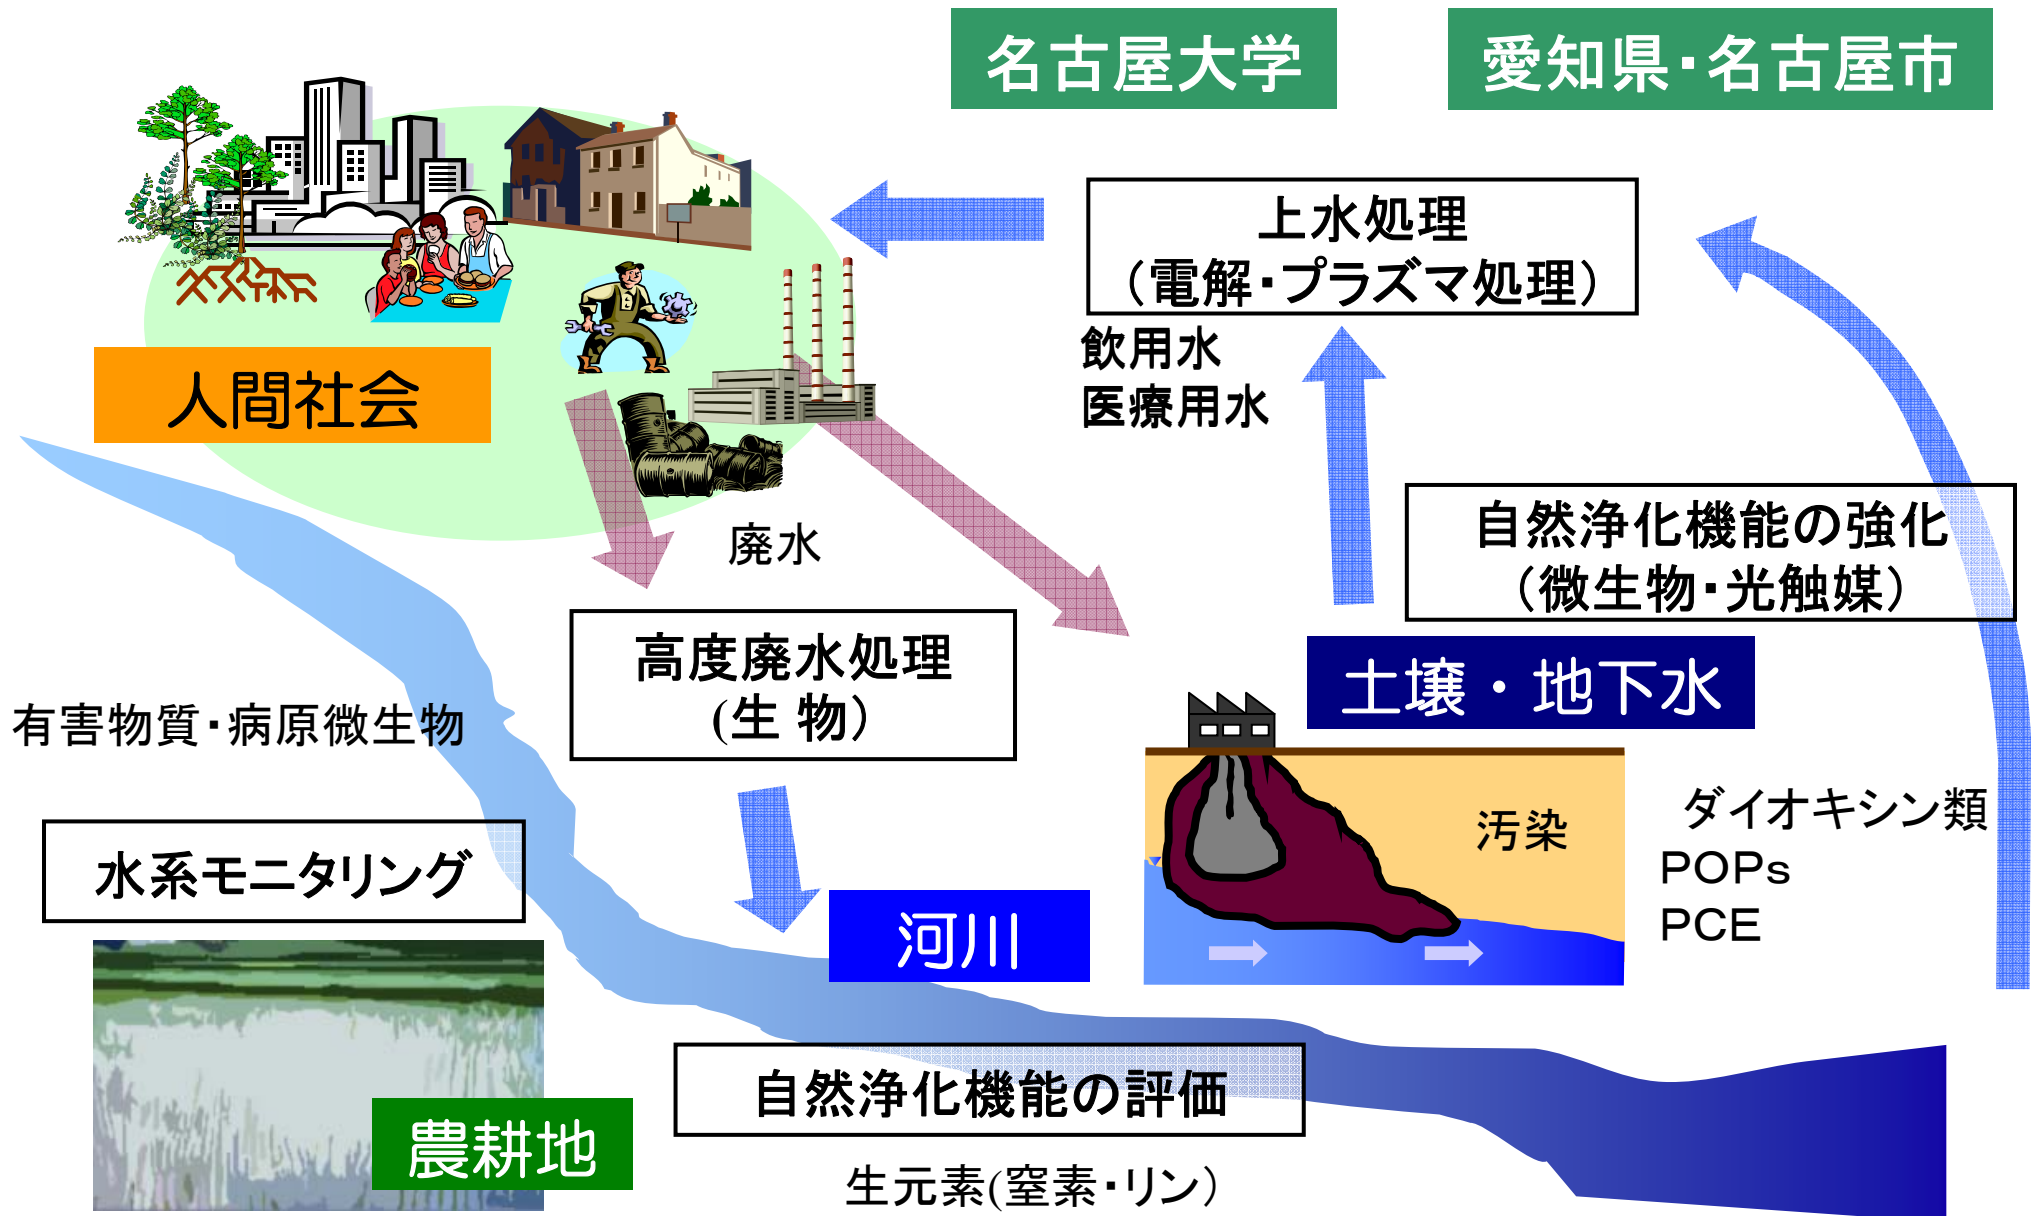 名古屋大学
愛知県・名古屋市
上水処理
（電解・プラズマ処理）
飲用水
医療用水
人間社会
廃水
自然浄化機能の強化
（微生物・光触媒）
高度廃水処理
(生 物）
土壌・地下水
有害物質・病原微生物
汚染
ダイオキシン類
POPs
PCE
水系モニタリング
河川
自然浄化機能の評価
農耕地
生元素(窒素・リン）